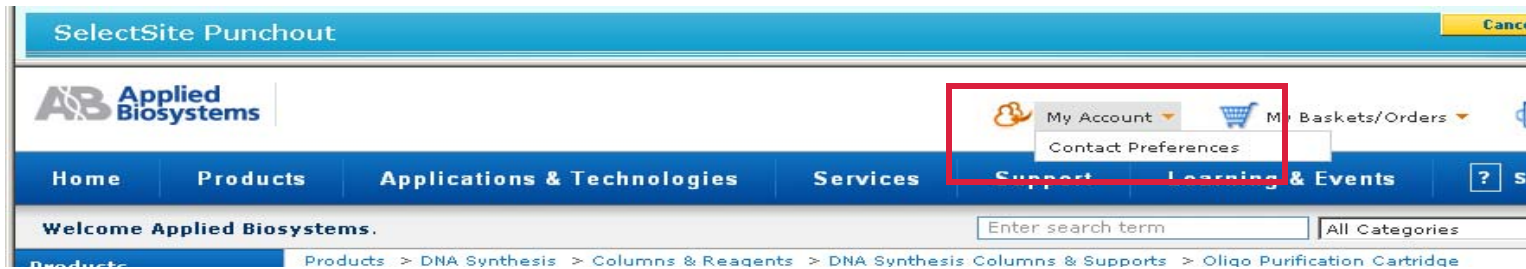 SelectSite Punchout
AB Applied
Biosystems
My Account
My Baskets/Orders
Contact Preferences
Home Products Applications & Technologies Services Support Learning & Events ?
Welcome Applied Biosystems.
Enter search term All Categories
Products Products > DNA Synthesis > Columns & Reagents > DNA Synthesis Columns & Supports > Oligo Purification Cartridge